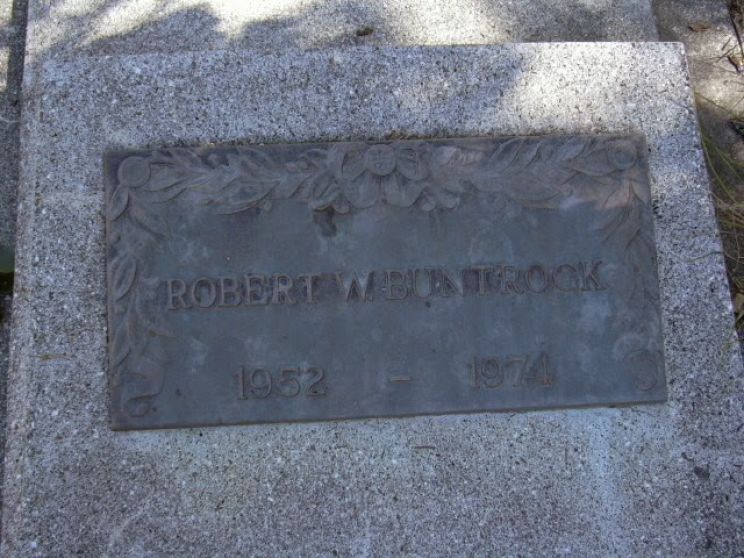 ROBERT W. BUNTROCK
1952 – 1974